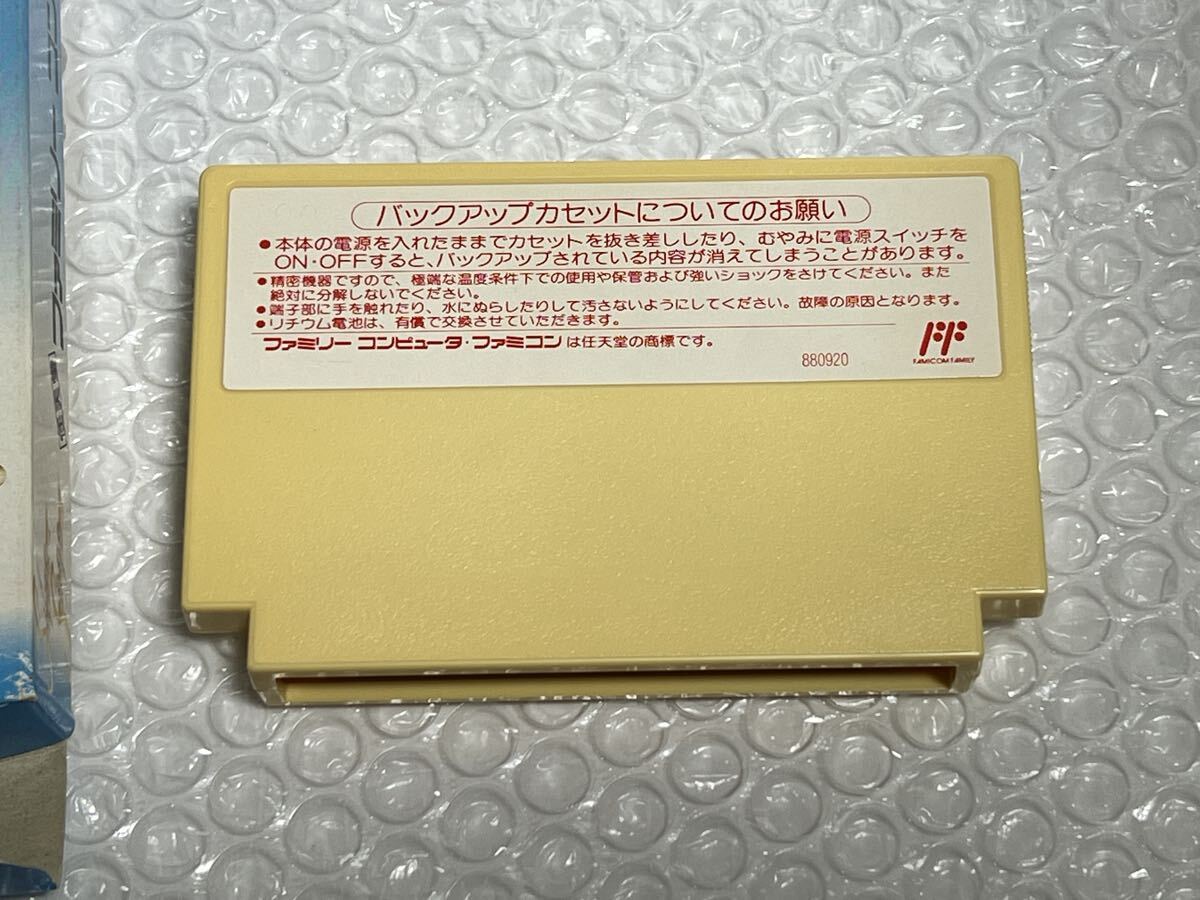 バックアップカセットについてのお願い
●本体の電源を入れたままでカセットを抜き差ししたり、むやみに電源スイッチを
ON・OFFすると、バックアップされている内容が消えてしまうことがあります。
●精密機器ですので、極端な温度条件下での使用や保管および強いショックをさけてください。また
絶対に分解しないでください。
●端子部に手を触れたり、水にぬらしたりして汚さないようにしてください。故障の原因となります。
●リチウム電池は、有償で交換させていただきます。
ファミリー コンピュータ・ファミコンは任天堂の商標です。
880920
FAMICOM FAMILY